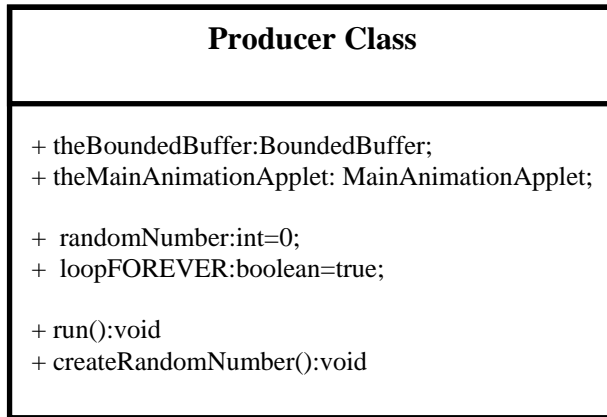 Producer Class
+ theBoundedBuffer:BoundedBuffer;
+ theMainAnimationApplet: MainAnimationApplet;
+ randomNumber:int=0;
+ loopFOREVER:boolean=true;
+ run():void
+ createRandomNumber():void